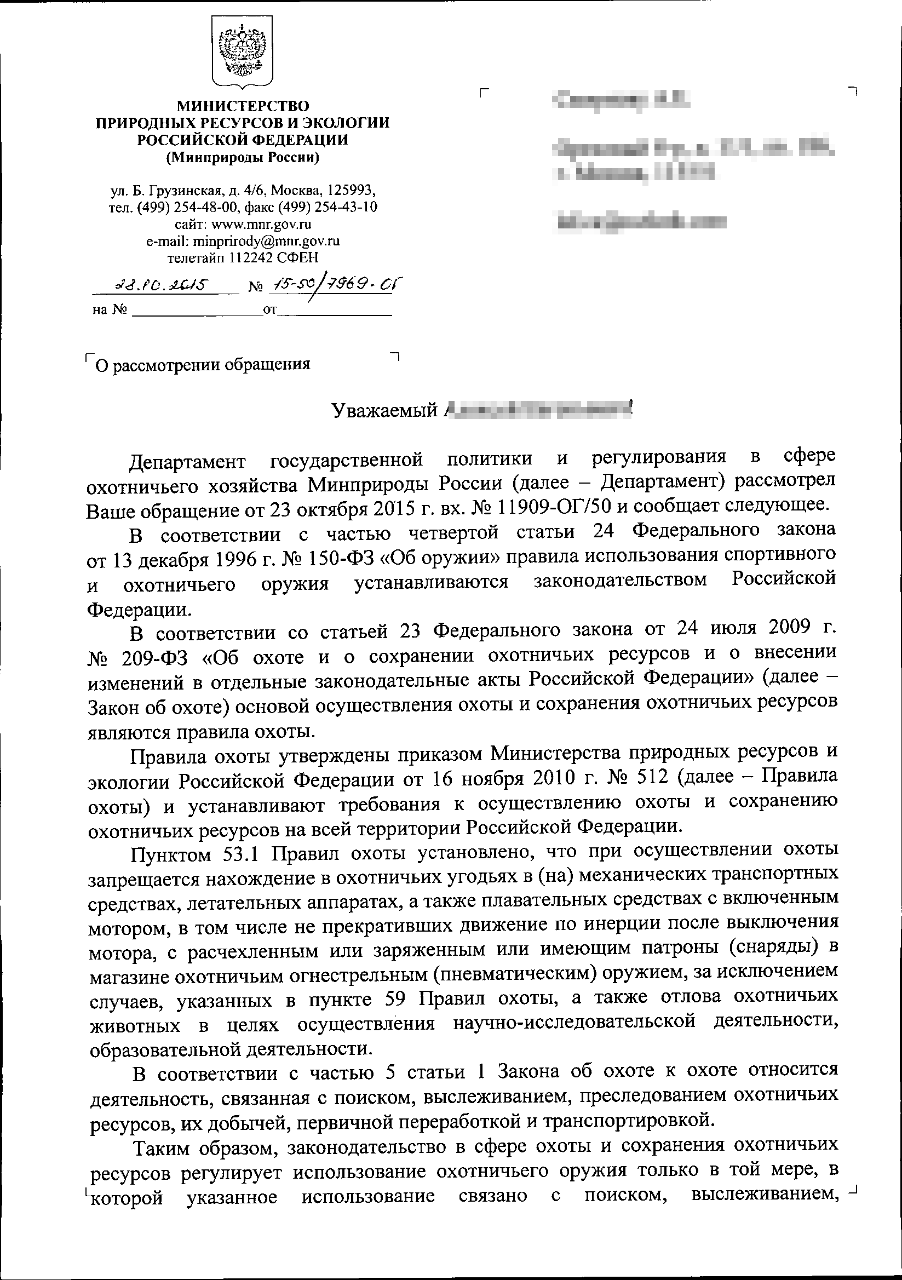 МИНИСТЕРСТВО
ПРИРОДНЫХ РЕСУРСОВ И ЭКОЛОГИИ
РОССИЙСКОЙ ФЕДЕРАЦИИ
(Минприроды России)
ул. Б. Грузинская, д. 4/6, Москва, 125993,
тел. (499) 254-48-00, факс (499) 254-43-10
сайт: www.mnr.gov.ru
e-mail: minprirody@mnr.gov.ru
телетайп 112242 СФЕН
28.10.2015 № 15-50/7969-ОГ
на № от
О рассмотрении обращения
Уважаемый
Департамент государственной политики и регулирования в сфере
охотничьего хозяйства Минприроды России (далее – Департамент) рассмотрел
Ваше обращение от 23 октября 2015 г. вх. № 11909-ОГ/50 и сообщает следующее.
В соответствии с частью четвертой статьи 24 Федерального закона
от 13 декабря 1996 г. № 150-ФЗ «Об оружии» правила использования спортивного
и охотничьего оружия устанавливаются законодательством Российской
Федерации.
В соответствии со статьей 23 Федерального закона от 24 июля 2009 г.
№ 209-ФЗ «Об охоте и о сохранении охотничьих ресурсов и о внесении
изменений в отдельные законодательные акты Российской Федерации» (далее –
Закон об охоте) основой осуществления охоты и сохранения охотничьих ресурсов
являются правила охоты.
Правила охоты утверждены приказом Министерства природных ресурсов и
экологии Российской Федерации от 16 ноября 2010 г. № 512 (далее – Правила
охоты) и устанавливают требования к осуществлению охоты и сохранению
охотничьих ресурсов на всей территории Российской Федерации.
Пунктом 53.1 Правил охоты установлено, что при осуществлении охоты
запрещается нахождение в охотничьих угодьях в (на) механических транспортных
средствах, летательных аппаратах, а также плавательных средствах с включенным
мотором, в том числе не прекративших движение по инерции после выключения
мотора, с расчехленным или заряженным или имеющим патроны (снаряды) в
магазине охотничьим огнестрельным (пневматическим) оружием, за исключением
случаев, указанных в пункте 59 Правил охоты, а также отлова охотничьих
животных в целях осуществления научно-исследовательской деятельности,
образовательной деятельности.
В соответствии с частью 5 статьи 1 Закона об охоте к охоте относится
деятельность, связанная с поиском, выслеживанием, преследованием охотничьих
ресурсов, их добычей, первичной переработкой и транспортировкой.
Таким образом, законодательство в сфере охоты и сохранения охотничьих
ресурсов регулирует использование охотничьего оружия только в той мере, в
которой указанное использование связано с поиском, выслеживанием,